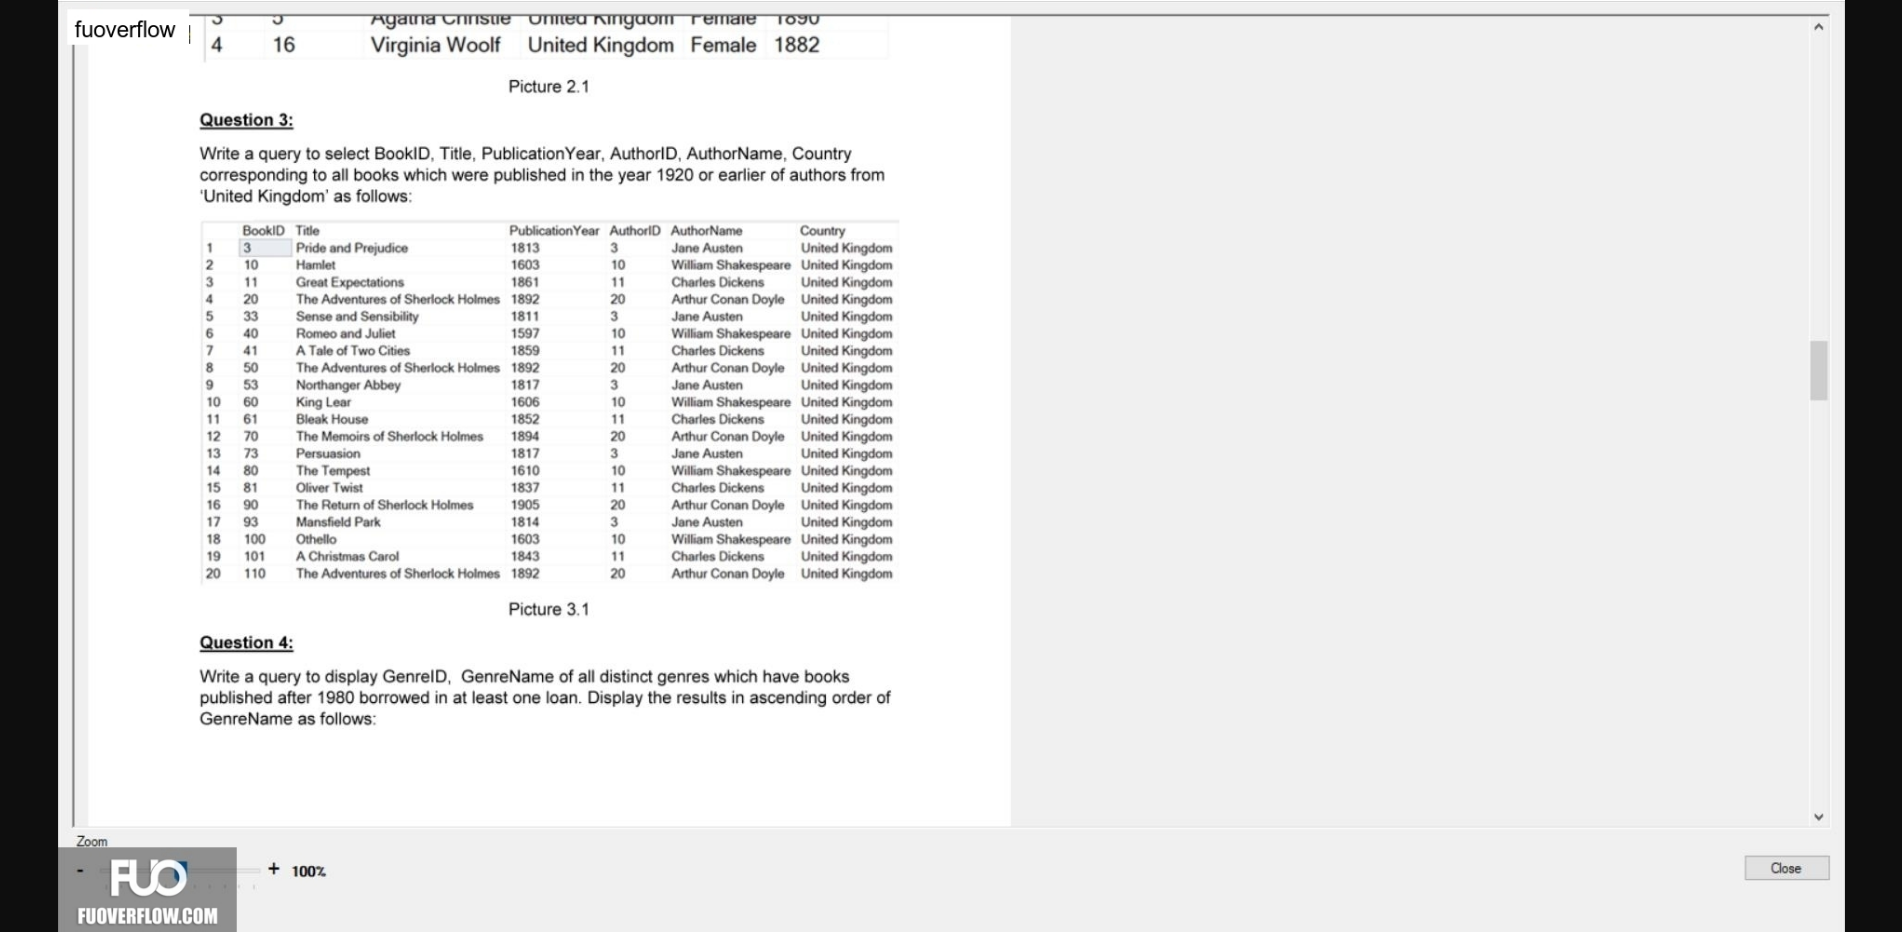 fuoverflow
3 5 Agatha Christie United Kingdom Female 1890
4 16 Virginia Woolf United Kingdom Female 1882
Picture 2.1
Question 3:
Write a query to select BookID, Title, PublicationYear, AuthorID, AuthorName, Country
corresponding to all books which were published in the year 1920 or earlier of authors from
‘United Kingdom’ as follows:
BookID Title PublicationYear AuthorID AuthorName Country
1 3 Pride and Prejudice 1813 3 Jane Austen United Kingdom
2 10 Hamlet 1603 10 William Shakespeare United Kingdom
3 11 Great Expectations 1861 11 Charles Dickens United Kingdom
4 20 The Adventures of Sherlock Holmes 1892 20 Arthur Conan Doyle United Kingdom
5 33 Sense and Sensibility 1811 3 Jane Austen United Kingdom
6 40 Romeo and Juliet 1597 10 William Shakespeare United Kingdom
7 41 A Tale of Two Cities 1859 11 Charles Dickens United Kingdom
8 50 The Adventures of Sherlock Holmes 1892 20 Arthur Conan Doyle United Kingdom
9 53 Northanger Abbey 1817 3 Jane Austen United Kingdom
10 60 King Lear 1606 10 William Shakespeare United Kingdom
11 61 Bleak House 1852 11 Charles Dickens United Kingdom
12 70 The Memoirs of Sherlock Holmes 1894 20 Arthur Conan Doyle United Kingdom
13 73 Persuasion 1817 3 Jane Austen United Kingdom
14 80 The Tempest 1610 10 William Shakespeare United Kingdom
15 81 Oliver Twist 1837 11 Charles Dickens United Kingdom
16 90 The Return of Sherlock Holmes 1905 20 Arthur Conan Doyle United Kingdom
17 93 Mansfield Park 1814 3 Jane Austen United Kingdom
18 100 Othello 1603 10 William Shakespeare United Kingdom
19 101 A Christmas Carol 1843 11 Charles Dickens United Kingdom
20 110 The Adventures of Sherlock Holmes 1892 20 Arthur Conan Doyle United Kingdom
Picture 3.1
Question 4:
Write a query to display GenreID, GenreName of all distinct genres which have books
published after 1980 borrowed in at least one loan. Display the results in ascending order of
GenreName as follows:
Zoom
- + 100%
Close
FUO
FUOVERFLOW.COM